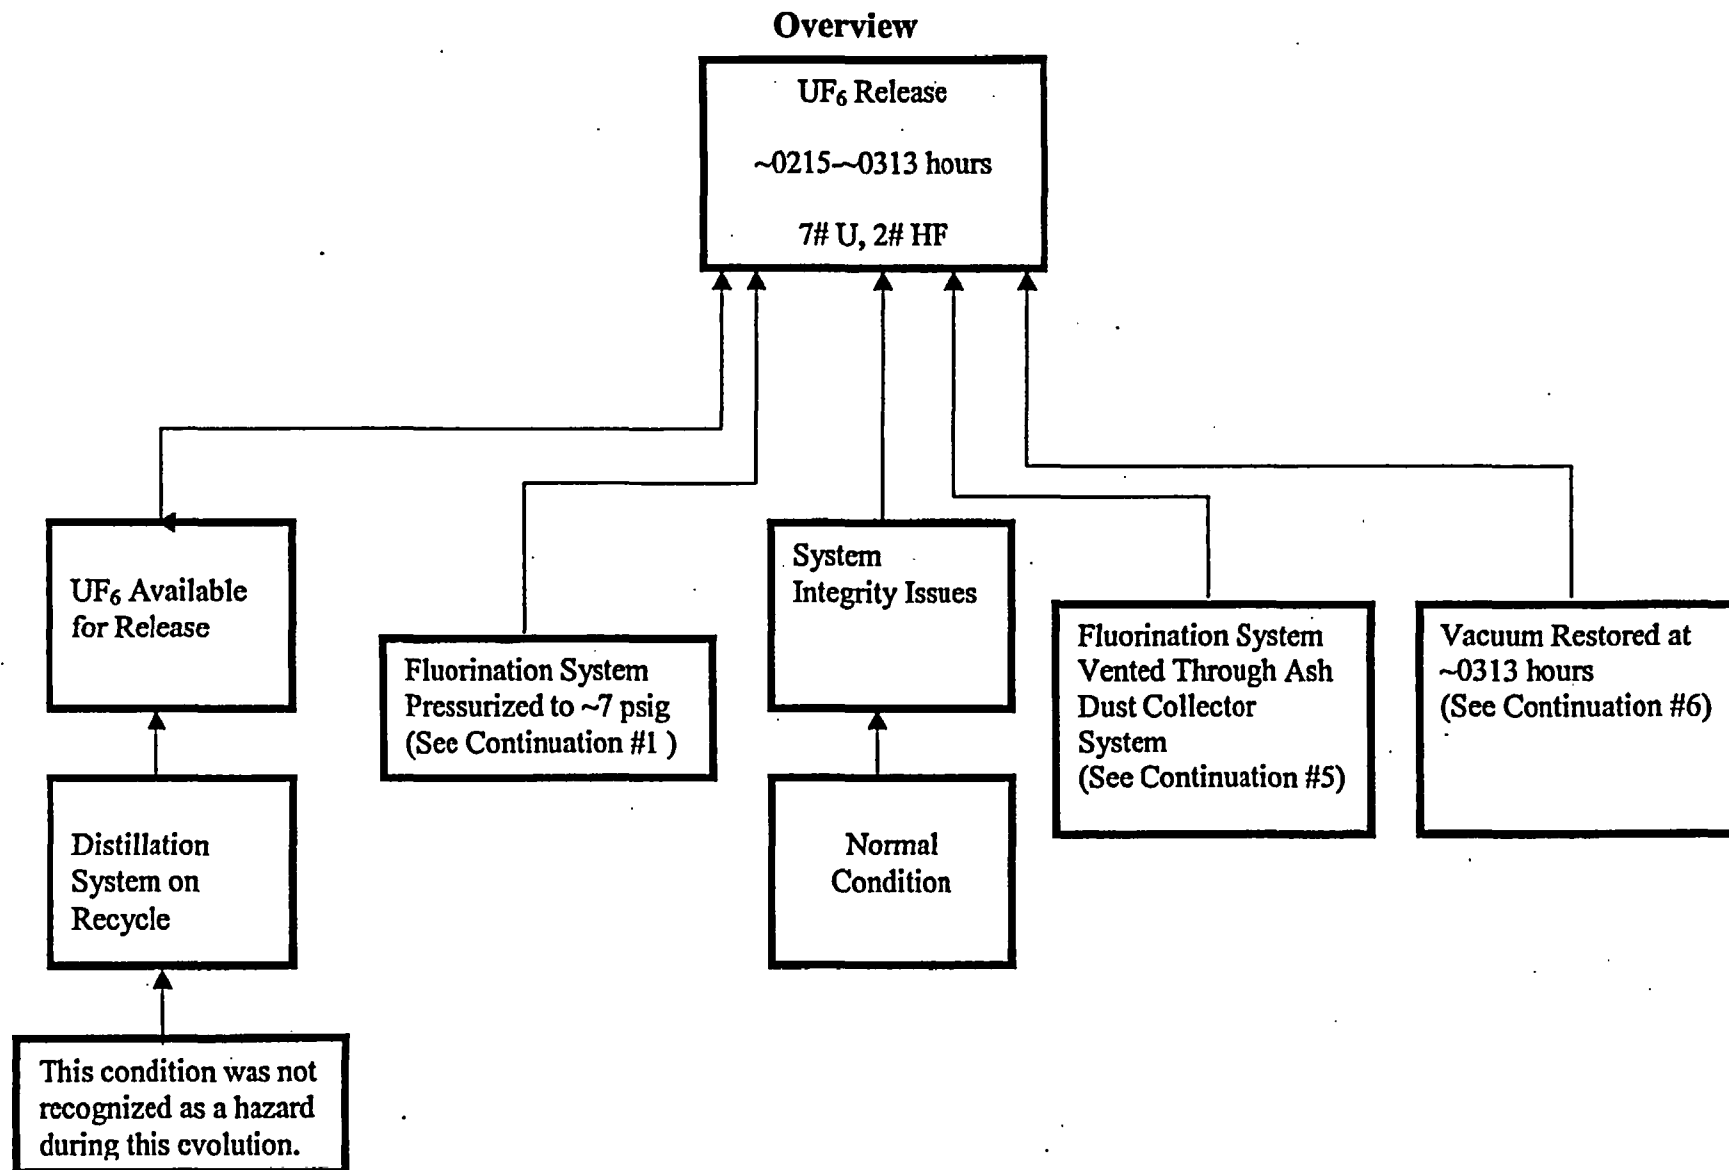 Overview
UF₆ Release
~0215-~0313 hours
7# U, 2# HF
UF₆ Available
for Release
Fluorination System
Pressurized to ~7 psig
(See Continuation #1 )
System
Integrity Issues
Fluorination System
Vented Through Ash
Dust Collector
System
(See Continuation #5)
Vacuum Restored at
~0313 hours
(See Continuation #6)
Distillation
System on
Recycle
Normal
Condition
This condition was not
recognized as a hazard
during this evolution.